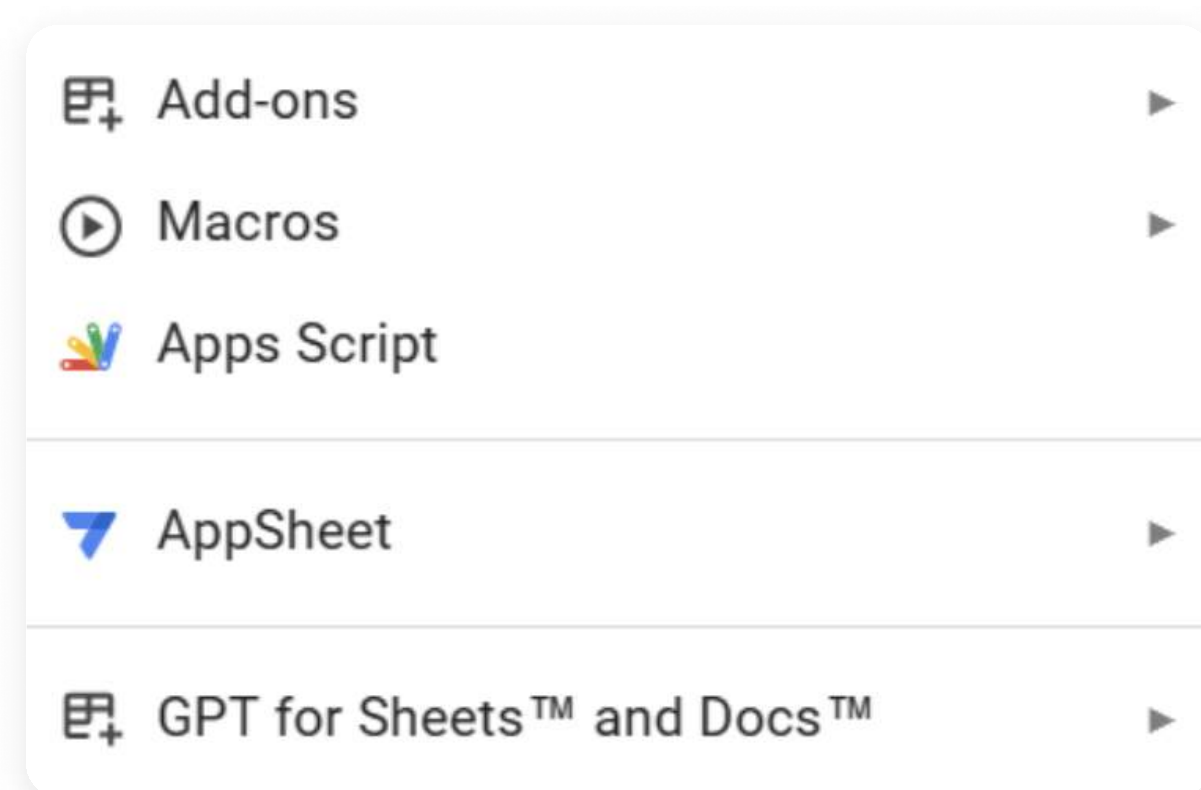 Add-ons
Macros
Apps Script
AppSheet
GPT for Sheets™ and Docs™